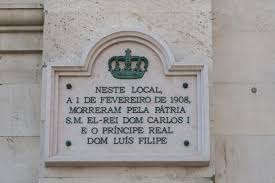 NESTE LOCAL,
A 1 DE FEVEREIRO DE 1908,
MORRERAM PELA PÁTRIA
S.M. EL-REI DOM CARLOS I
E O PRÍNCIPE REAL
DOM LUÍS FILIPE